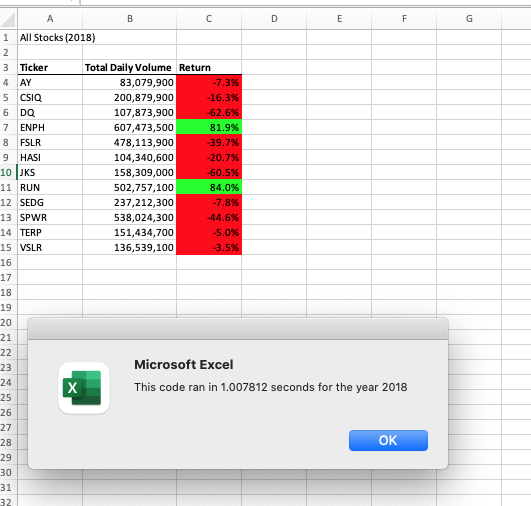 A B C D E F G
1 All Stocks (2018)
2
3 Ticker Total Daily Volume Return
4 AY 83,079,900 -7.3%
5 CSIQ 200,879,900 -16.3%
6 DQ 107,873,900 -62.6%
7 ENPH 607,473,500 81.9%
8 FSLR 478,113,900 -39.7%
9 HASI 104,340,600 -20.7%
10 JKS 158,309,000 -60.5%
11 RUN 502,757,100 84.0%
12 SEDG 237,212,300 -7.8%
13 SPWR 538,024,300 -44.6%
14 TERP 151,434,700 -5.0%
15 VSLR 136,539,100 -3.5%
16
17
18
19
20
21
22
23
24
25
26
27
28
29
30
31
32
Microsoft Excel
This code ran in 1.007812 seconds for the year 2018
X
OK